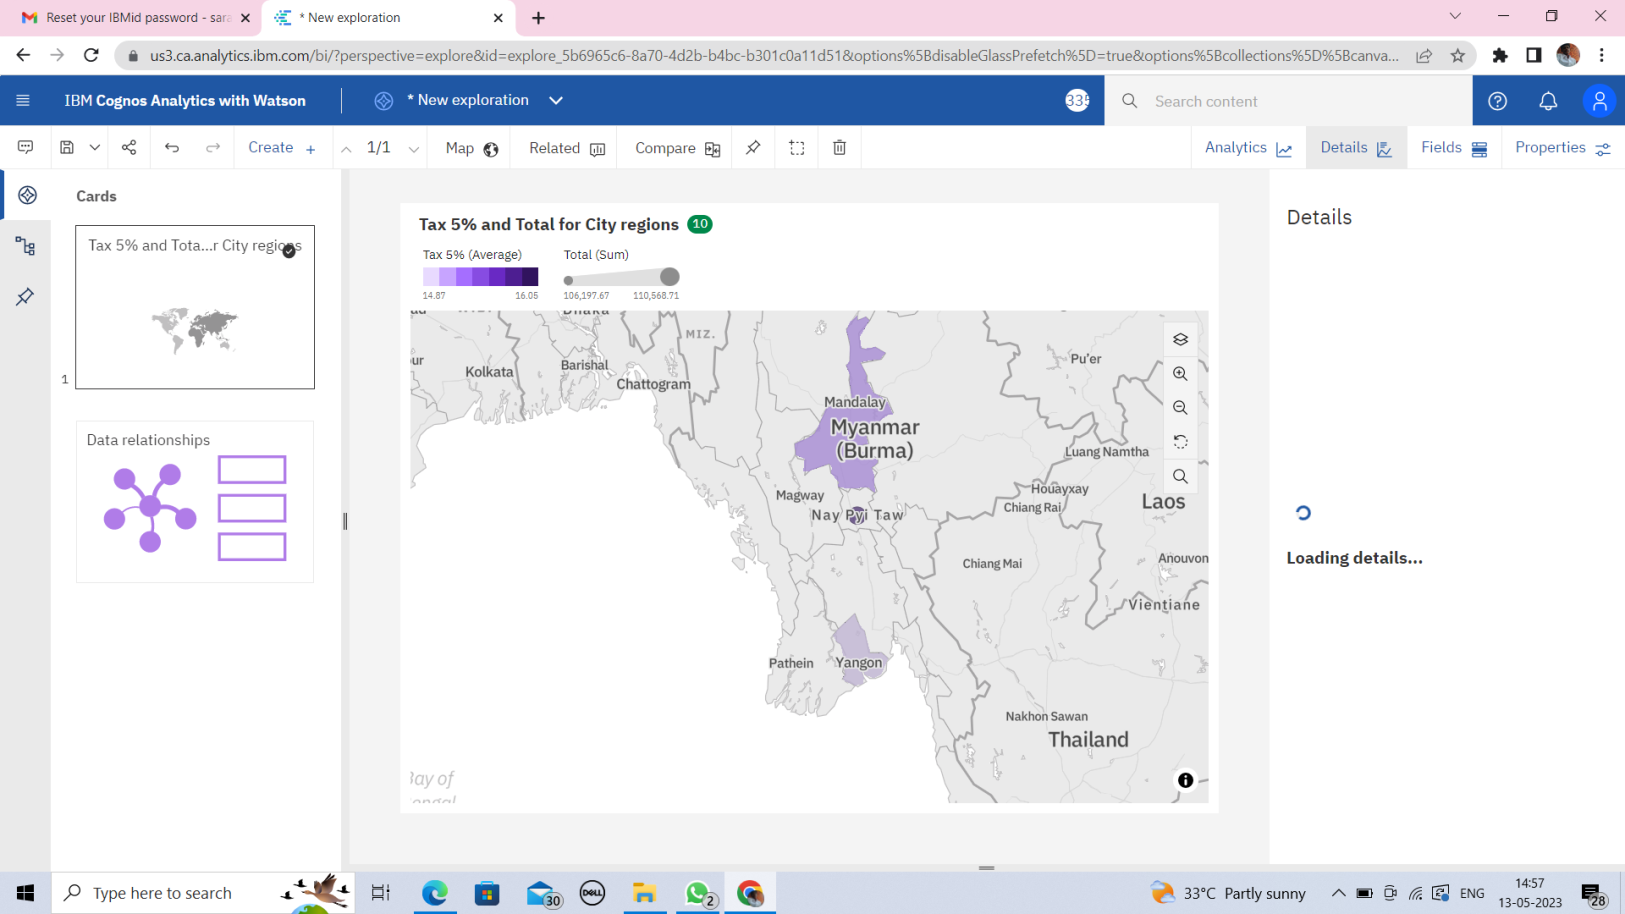 Reset your IBMid password - sara
* New exploration
us3.ca.analytics.ibm.com/bi/?perspective=explore&id=explore_5b6965c6-8a70-4d2b-b4bc-b301c0a11d51&options%5BdisableGlassPrefetch%5D=true&options%5Bcollections%5D%5Bcanva...
IBM Cognos Analytics with Watson
* New exploration
335
Search content
Create +
1/1
Map
Related
Compare
Analytics
Details
Fields
Properties
Cards
Tax 5% and Tota...r City regions
1
Data relationships
Tax 5% and Total for City regions 10
Tax 5% (Average)
Total (Sum)
14.87
16.05
106,197.67
110,568.71
Dhaka
MIZ.
Kolkata
Barishal
Chattogram
Pu'er
Mandalay
Myanmar
(Burma)
Luang Namtha
Magway
Houayxay
Chiang Rai
Laos
Nay Pyi Taw
Chiang Mai
Anouvon
Vientiane
Pathein
Yangon
Nakhon Sawan
Thailand
Bay of
Details
Loading details...
Type here to search
30
DELL
2
33°C Partly sunny
ENG
14:57
13-05-2023
28